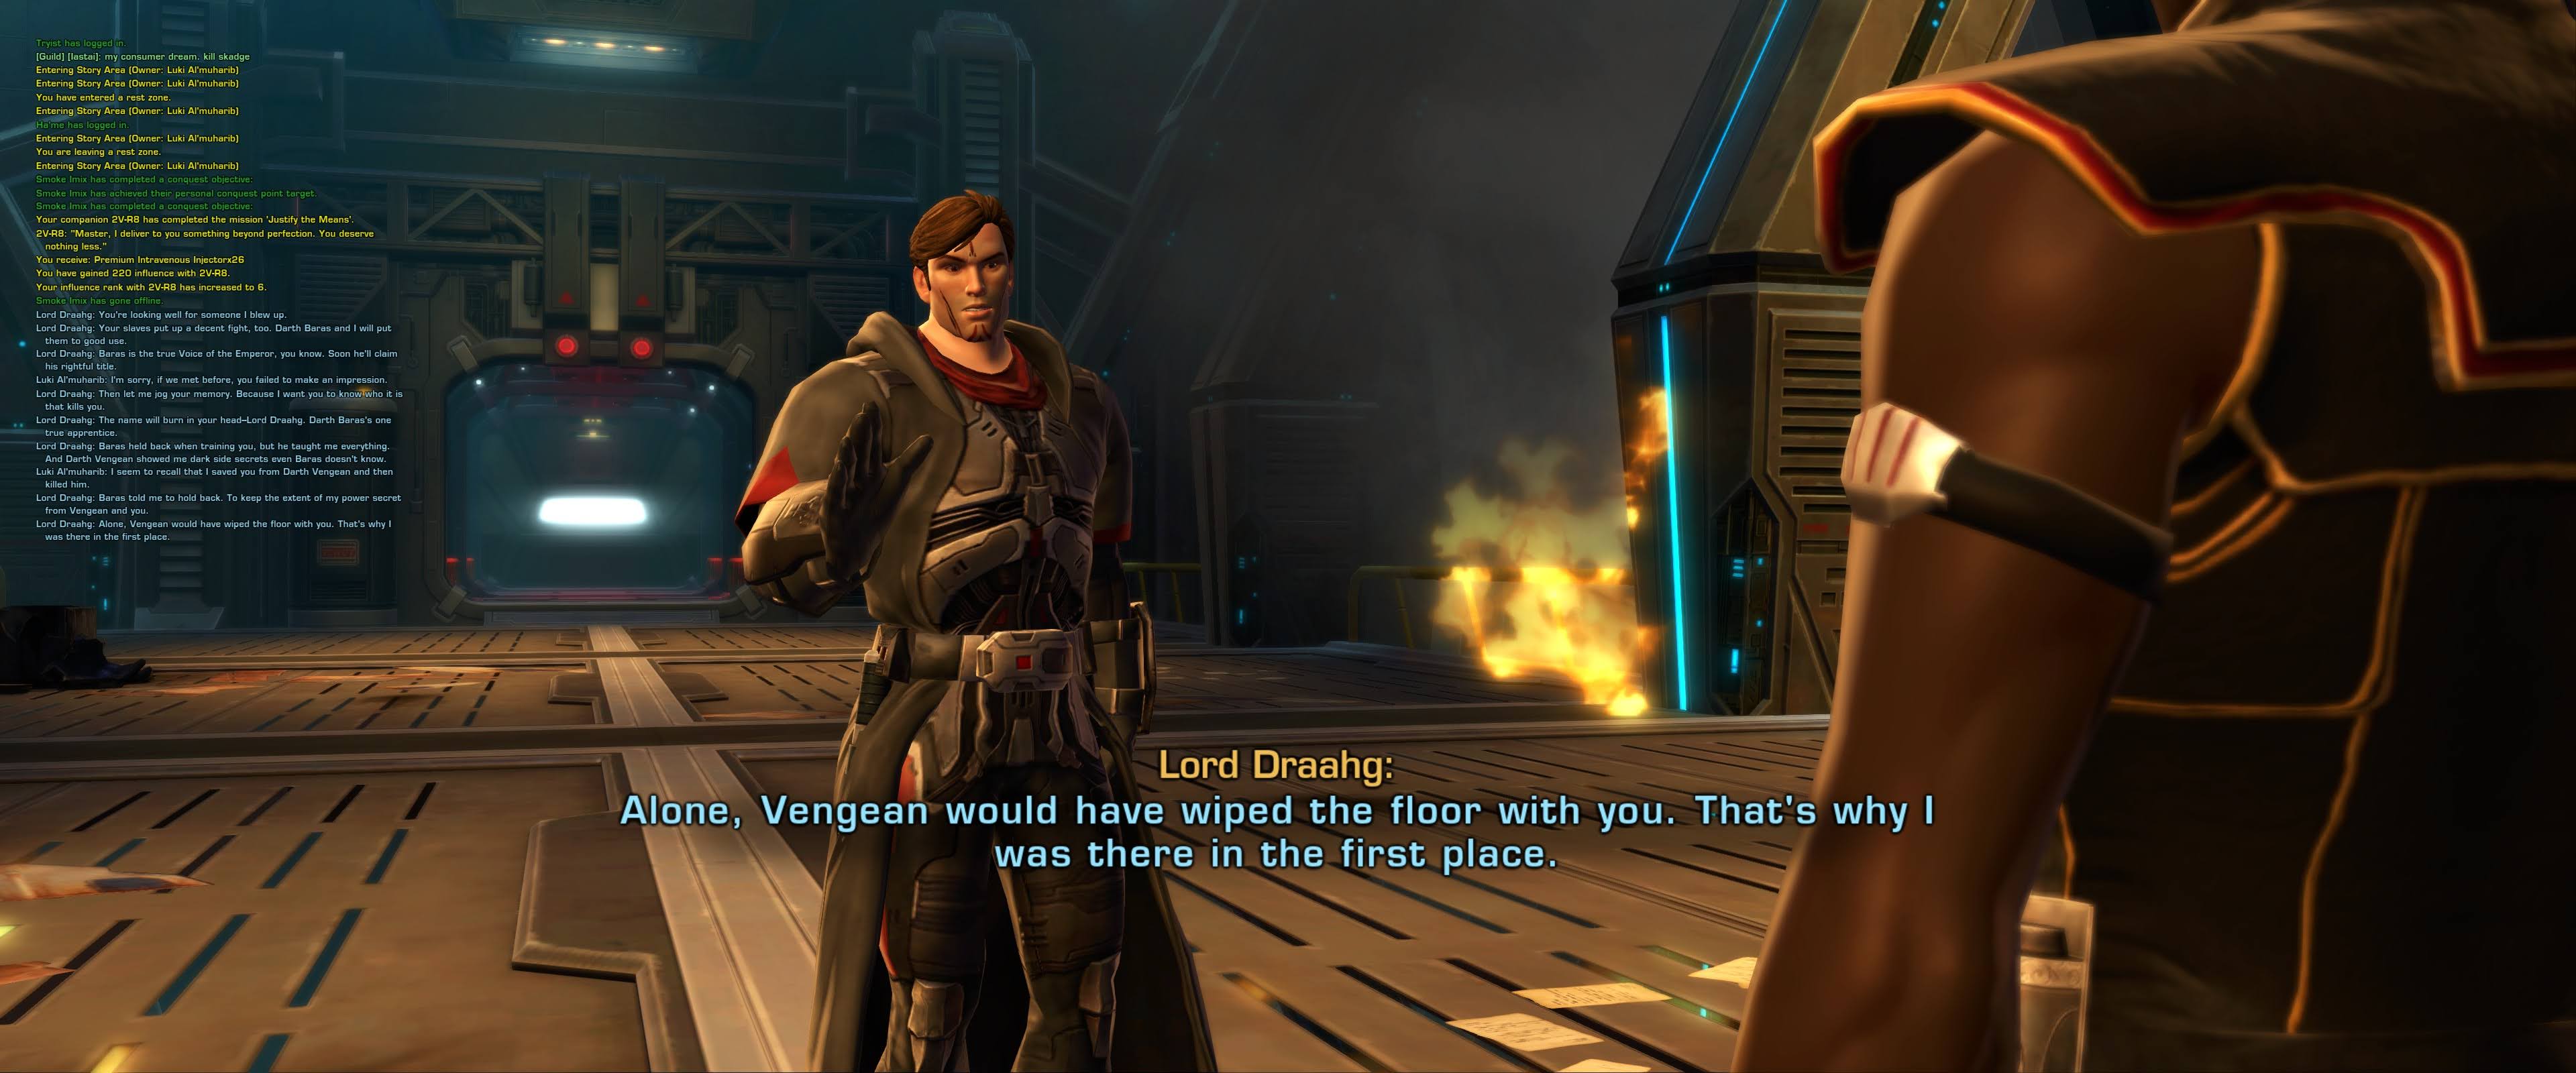 Tryist has logged in.
[Guild] [lastai]: my consumer dream. kill skadge
Entering Story Area (Owner: Luki Al'muharib)
Entering Story Area (Owner: Luki Al'muharib)
You have entered a rest zone.
Entering Story Area (Owner: Luki Al'muharib)
Ha'me has logged in.
Entering Story Area (Owner: Luki Al'muharib)
You are leaving a rest zone.
Entering Story Area (Owner: Luki Al'muharib)
Smoke Imix has completed a conquest objective:
Smoke Imix has achieved their personal conquest point target.
Smoke Imix has completed a conquest objective:
Your companion 2V-R8 has completed the mission 'Justify the Means'.
2V-R8: "Master, I deliver to you something beyond perfection. You deserve
nothing less."
You receive: Premium Intravenous Injectorx26
You have gained 220 influence with 2V-R8.
Your influence rank with 2V-R8 has increased to 6.
Smoke Imix has gone offline.
Lord Draahg: You're looking well for someone I blew up.
Lord Draahg: Your slaves put up a decent fight, too. Darth Baras and I will put
them to good use.
Lord Draahg: Baras is the true Voice of the Emperor, you know. Soon he'll claim
his rightful title.
Luki Al'muharib: I'm sorry, if we met before, you failed to make an impression.
Lord Draahg: Then let me jog your memory. Because I want you to know who it is
that kills you.
Lord Draahg: The name will burn in your head—Lord Draahg. Darth Baras's one
true apprentice.
Lord Draahg: Baras held back when training you, but he taught me everything.
And Darth Vengean showed me dark side secrets even Baras doesn't know.
Luki Al'muharib: I seem to recall that I saved you from Darth Vengean and then
killed him.
Lord Draahg: Baras told me to hold back. To keep the extent of my power secret
from Vengean and you.
Lord Draahg: Alone, Vengean would have wiped the floor with you. That's why I
was there in the first place.
Lord Draahg:
Alone, Vengean would have wiped the floor with you. That's why I
was there in the first place.